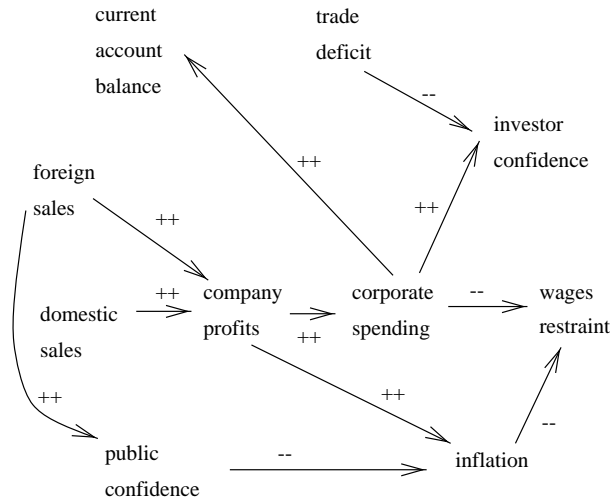 current
account
balance
trade
deficit
--
investor
confidence
++
++
foreign
sales
++
domestic
sales
++
company
profits
++
corporate
spending
--
wages
restraint
++
++
--
public
confidence
--
inflation